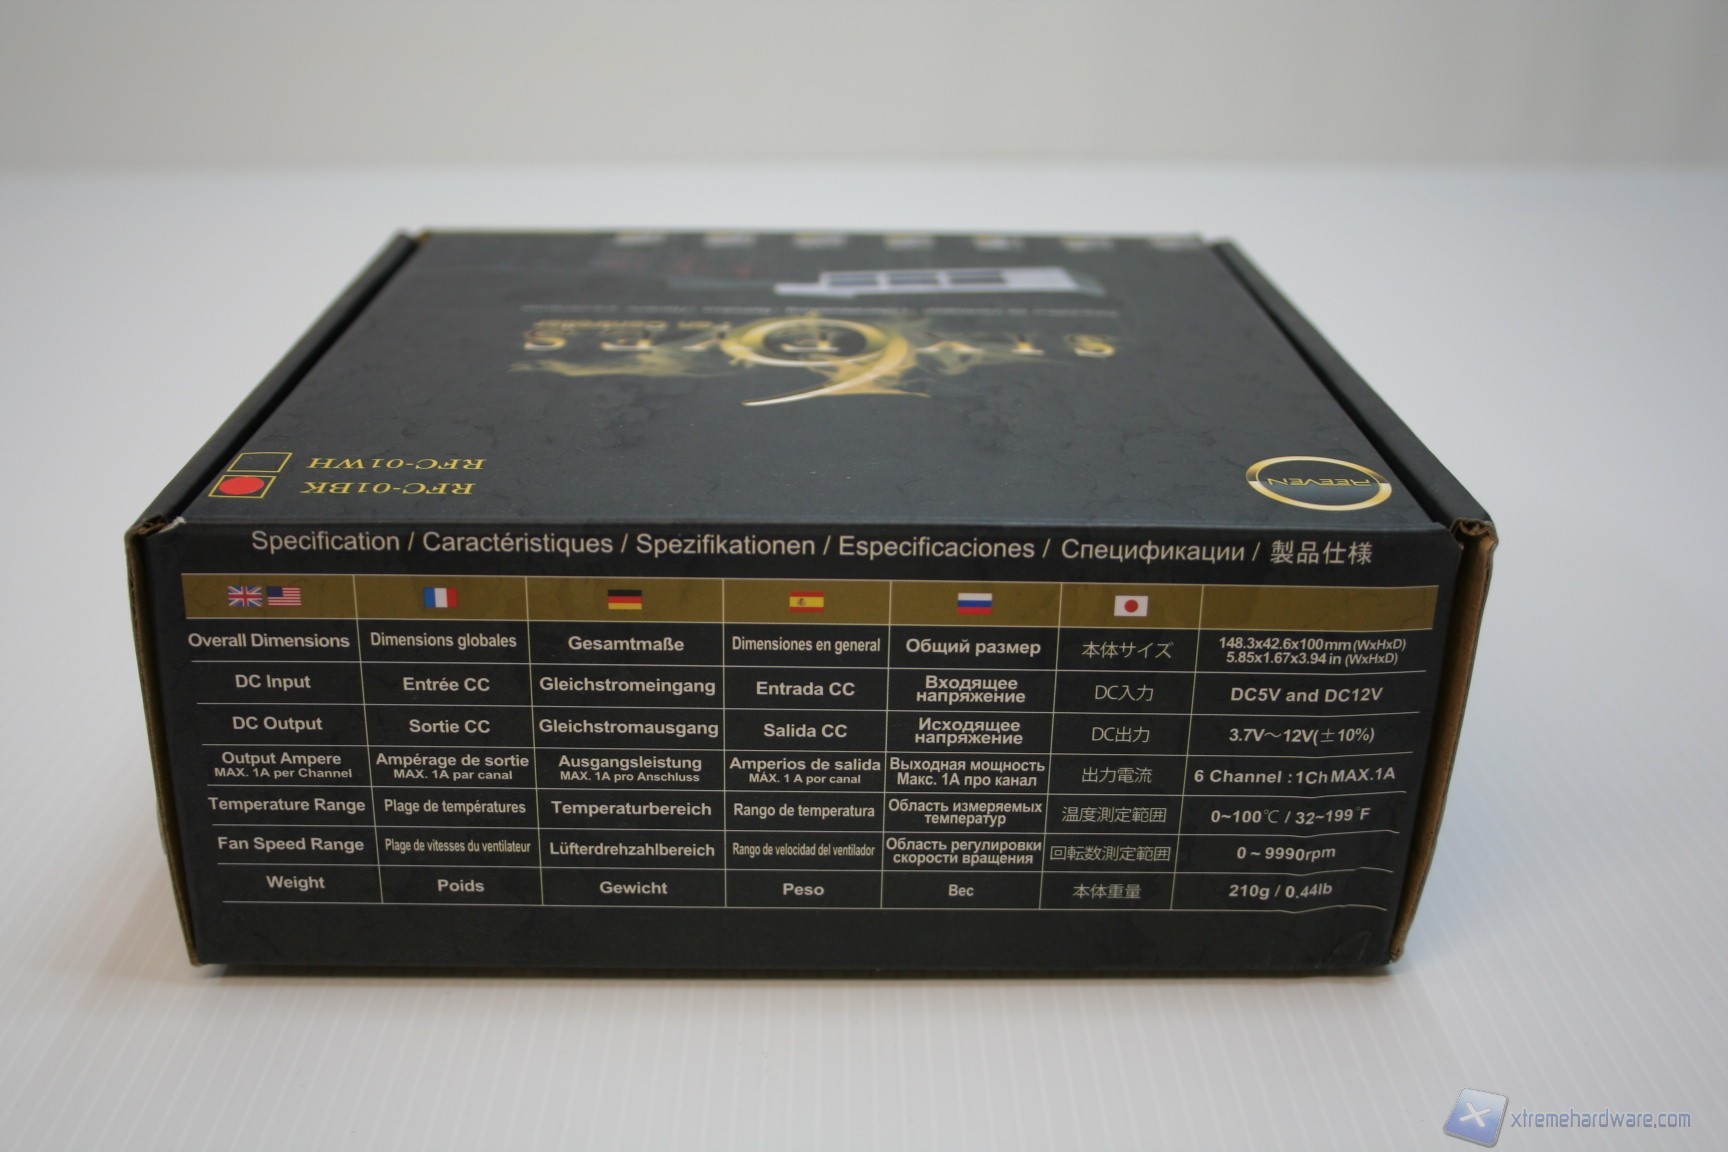 SIX EYES
Fan Controller
RFC-01WH
RFC-01BK
REEVEN
Specification / Caractéristiques / Spezifikationen / Especificaciones / Спецификации / 製品仕様
Overall Dimensions Dimensions globales Gesamtmaße Dimensiones en general Общий размер 本体サイズ 148.3x42.6x100mm (WxHxD)
5.85x1.67x3.94 in (WxHxD)
DC Input Entrée CC Gleichstromeingang Entrada CC Входящее напряжение DC入力 DC5V and DC12V
DC Output Sortie CC Gleichstromausgang Salida CC Исходящее напряжение DC出力 3.7V～12V(±10%)
Output Ampere Ampérage de sortie Ausgangsleistung Amperios de salida Выходная мощность 出力電流 6 Channel :1Ch MAX.1A
MAX. 1A per Channel MAX. 1A par canal MAX. 1A pro Anschluss MÁX. 1 A por canal Макс. 1А про канал
Temperature Range Plage de températures Temperaturbereich Rango de temperatura Область измеряемых температур 温度測定範囲 0~100℃ / 32~199°F
Fan Speed Range Plage de vitesses du ventilateur Lüfterdrehzahlbereich Rango de velocidad del ventilador Область регулировки скорости вращения 回転数測定範囲 0 ~ 9990rpm
Weight Poids Gewicht Peso Вес 本体重量 210g / 0.44lb
xtremehardware.com